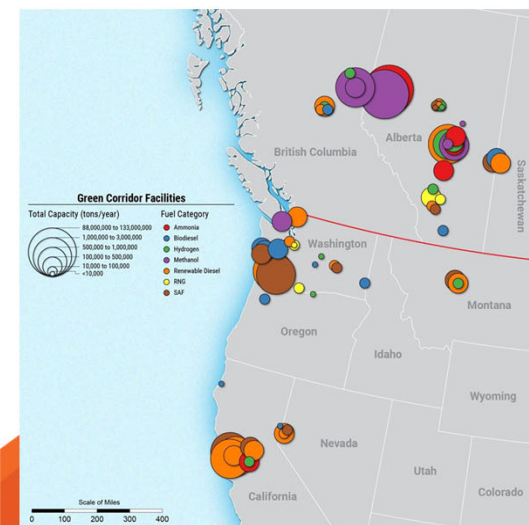 British Columbia
Alberta
Saskatchewan
Green Corridor Facilities
Total Capacity (tons/year)
Fuel Category
88,000,000 to 133,000,000
1,000,000 to 3,000,000
500,000 to 1,000,000
100,000 to 500,000
10,000 to 100,000
<10,000
Ammonia
Biodiesel
Hydrogen
Methanol
Renewable Diesel
RNG
SAF
Washington
Montana
Oregon
Idaho
Wyoming
Nevada
Utah
Colorado
California
Scale of Miles
0 100 200 300 400